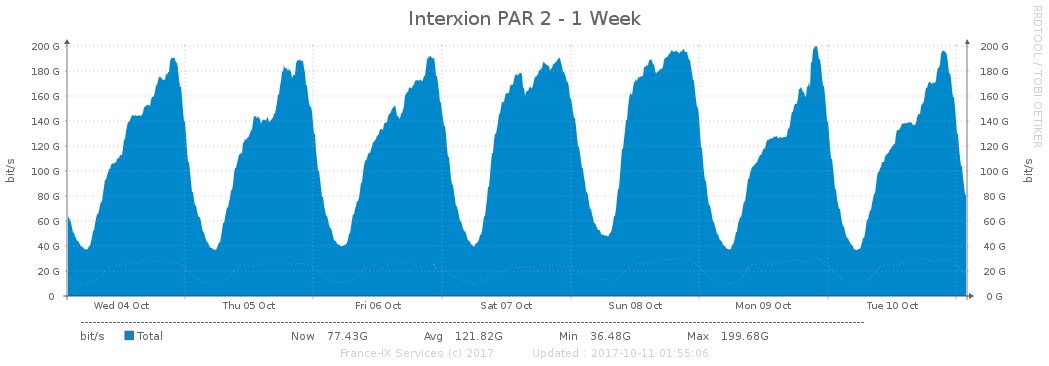 Interxion PAR 2 - 1 Week
RRDTOOL / TOBI OETIKER
bit/s
200 G
180 G
160 G
140 G
120 G
100 G
80 G
60 G
40 G
20 G
0
200 G
180 G
160 G
140 G
120 G
100 G
80 G
60 G
40 G
20 G
0 G
bit/s
Wed 04 Oct Thu 05 Oct Fri 06 Oct Sat 07 Oct Sun 08 Oct Mon 09 Oct Tue 10 Oct
bit/s Total Now 77.43G Avg 121.82G Min 36.48G Max 199.68G
France-IX Services (c) 2017 Updated : 2017-10-11 01:55:06